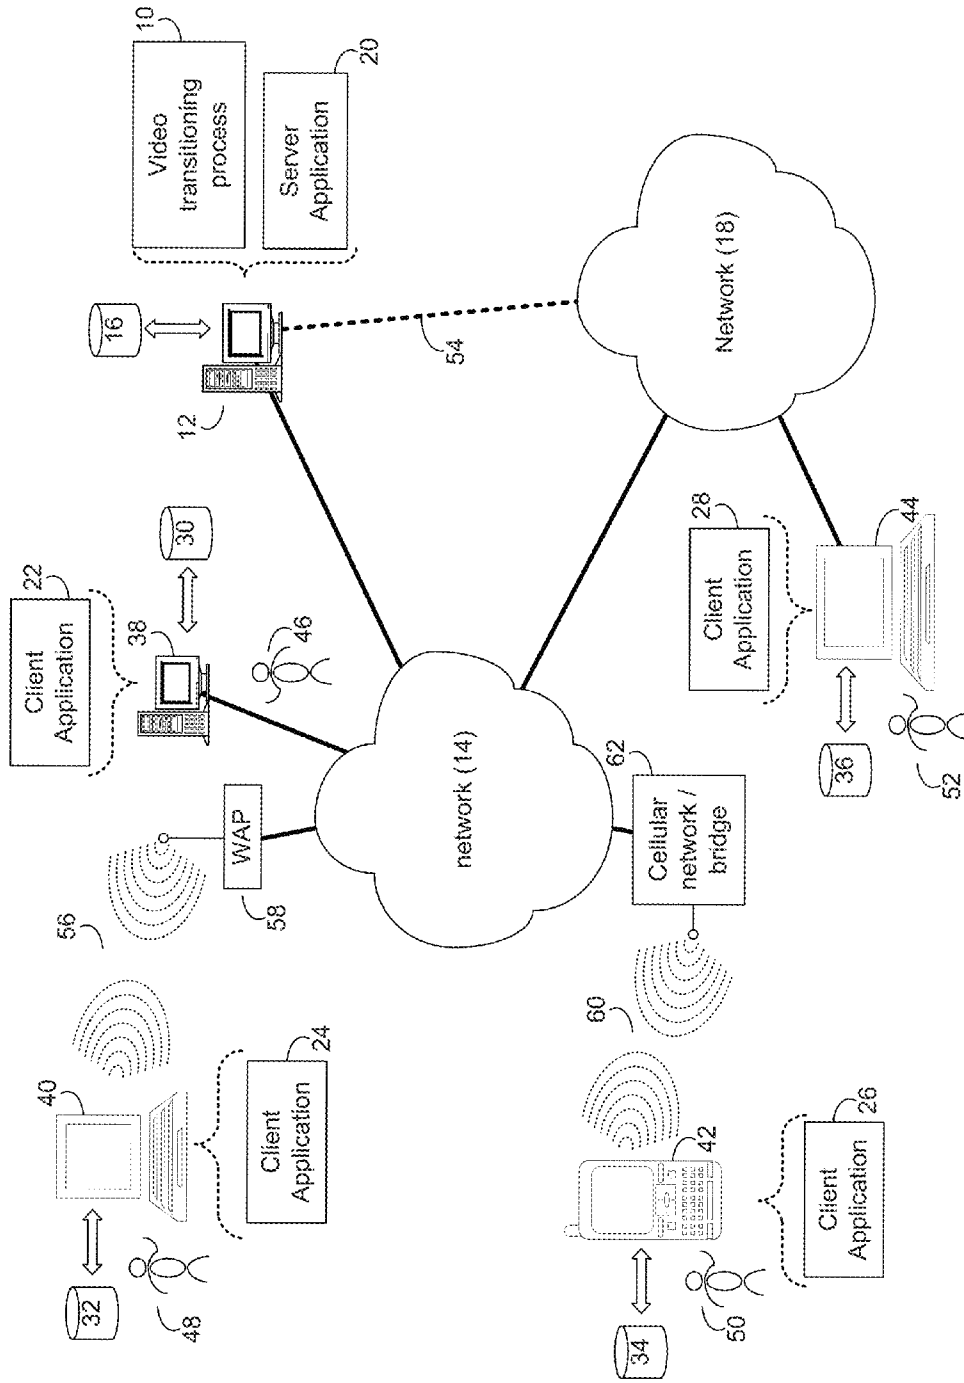 40
32
48
24
Client
Application
56
58
WAP
22
Client
Application
38
30
46
16
12
10
Video
transitioning
process
20
Server
Application
54
network (14)
Network (18)
34
50
42
26
Client
Application
60
62
Cellular
network /
bridge
28
Client
Application
36
52
44